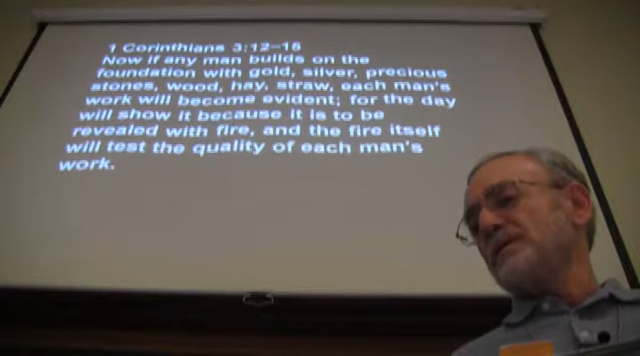 1 Corinthians 3:12–15
Now if any man builds on the
foundation with gold, silver, precious
stones, wood, hay, straw, each man's
work will become evident; for the day
will show it because it is to be
revealed with fire, and the fire itself
will test the quality of each man's
work.